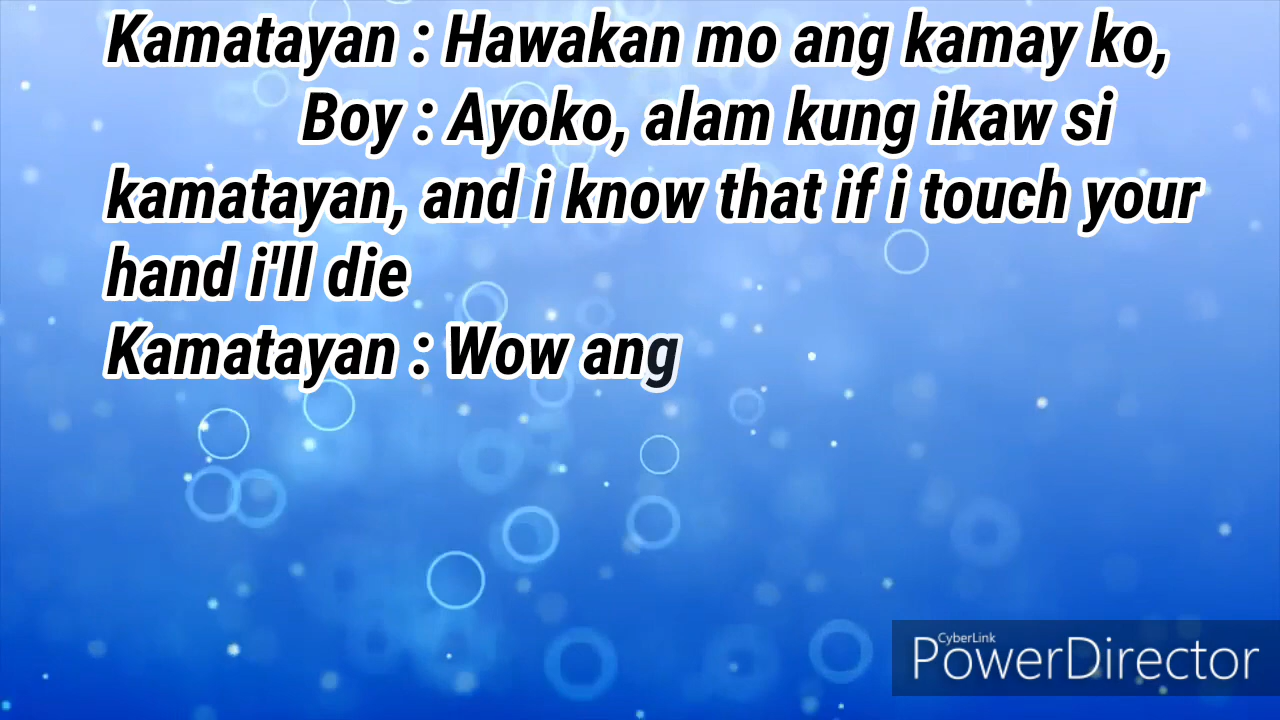 Kamatayan : Hawakan mo ang kamay ko,
Boy : Ayoko, alam kung ikaw si
kamatayan, and i know that if i touch your
hand i'll die
Kamatayan : Wow ang
CyberLink
PowerDirector